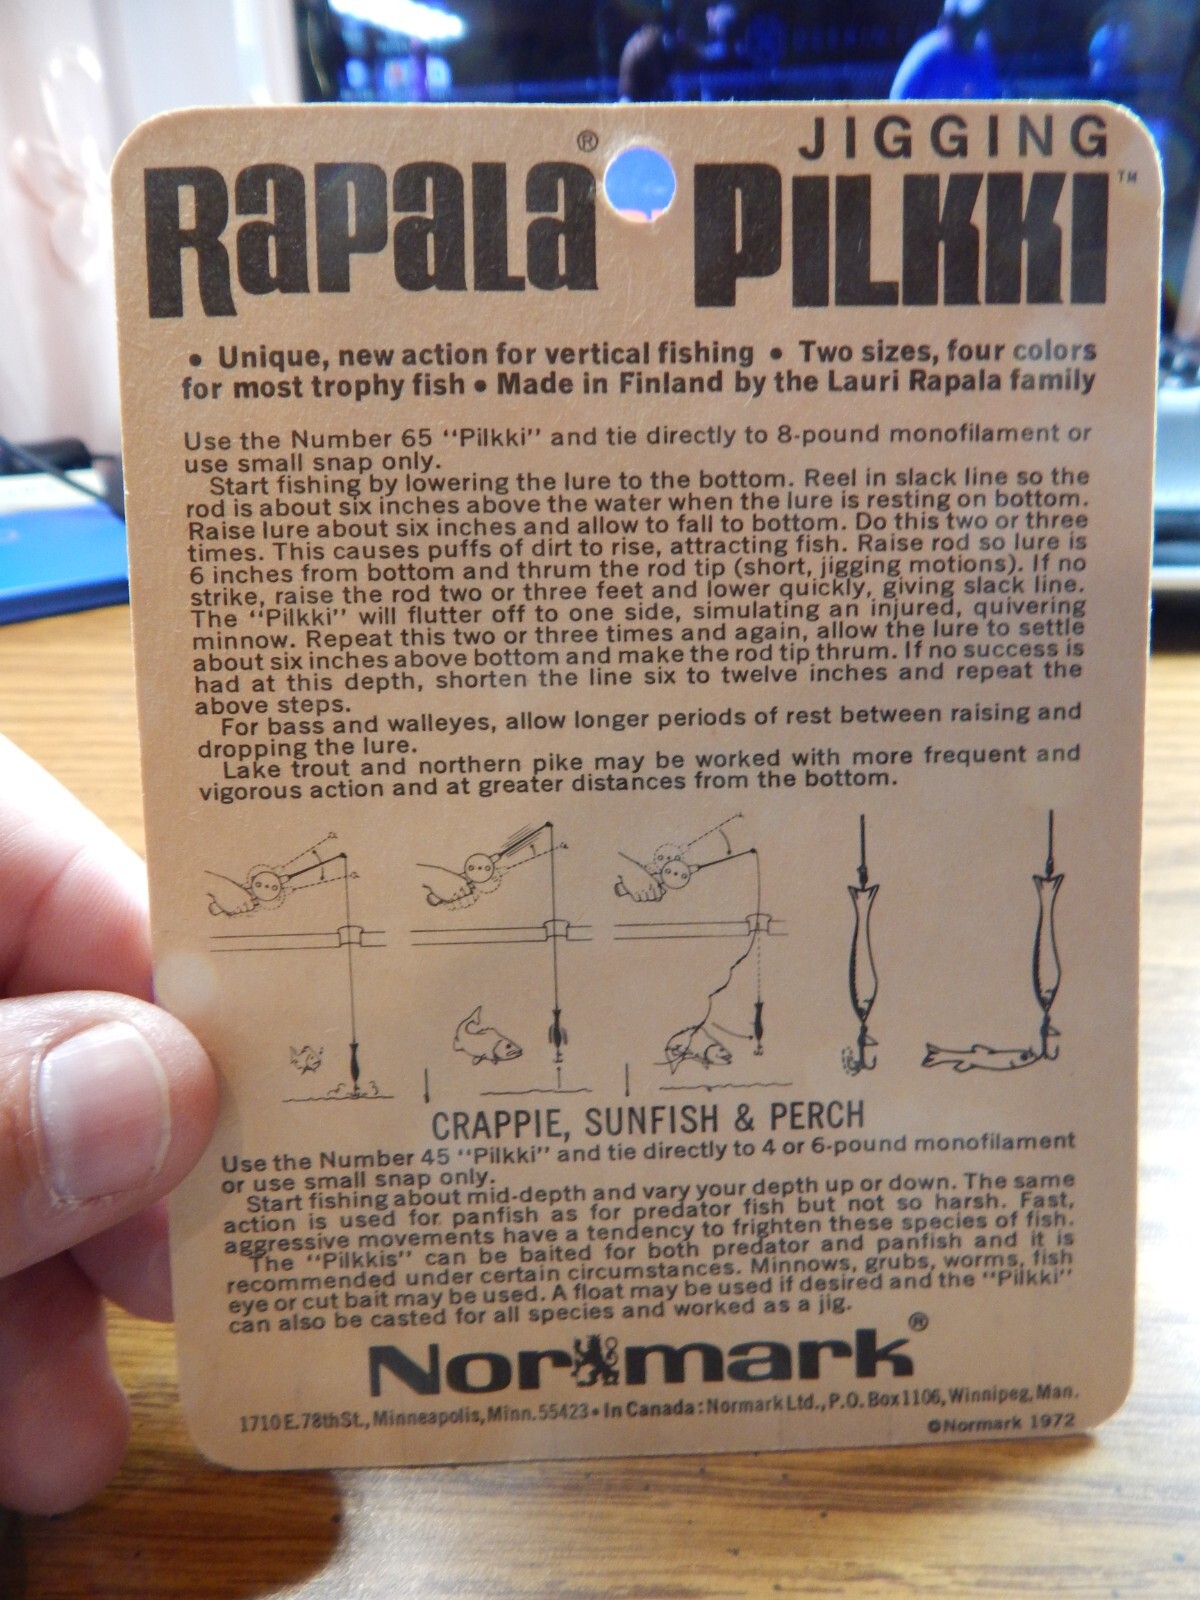 JIGGING
RAPALA® PILKKI™
• Unique, new action for vertical fishing • Two sizes, four colors
for most trophy fish • Made in Finland by the Lauri Rapala family
Use the Number 65 "Pilkki" and tie directly to 8-pound monofilament or
use small snap only.
Start fishing by lowering the lure to the bottom. Reel in slack line so the
rod is about six inches above the water when the lure is resting on bottom.
Raise lure about six inches and allow to fall to bottom. Do this two or three
times. This causes puffs of dirt to rise, attracting fish. Raise rod so lure is
6 inches from bottom and thrum the rod tip (short, jigging motions). If no
strike, raise the rod two or three feet and lower quickly, giving slack line.
The "Pilkki" will flutter off to one side, simulating an injured, quivering
minnow. Repeat this two or three times and again, allow the lure to settle
about six inches above bottom and make the rod tip thrum. If no success is
had at this depth, shorten the line six to twelve inches and repeat the
above steps.
For bass and walleyes, allow longer periods of rest between raising and
dropping the lure.
Lake trout and northern pike may be worked with more frequent and
vigorous action and at greater distances from the bottom.
CRAPPIE, SUNFISH & PERCH
Use the Number 45 "Pilkki" and tie directly to 4 or 6-pound monofilament
or use small snap only.
Start fishing about mid-depth and vary your depth up or down. The same
action is used for panfish as for predator fish but not so harsh. Fast,
aggressive movements have a tendency to frighten these species of fish.
The "Pilkkis" can be baited for both predator and panfish and it is
recommended under certain circumstances. Minnows, grubs, worms, fish
eye or cut bait may be used. A float may be used if desired and the "Pilkki"
can also be casted for all species and worked as a jig.
Normark®
1710 E. 78th St., Minneapolis, Minn. 55423 • In Canada: Normark Ltd., P.O. Box 1106, Winnipeg, Man.
©Normark 1972